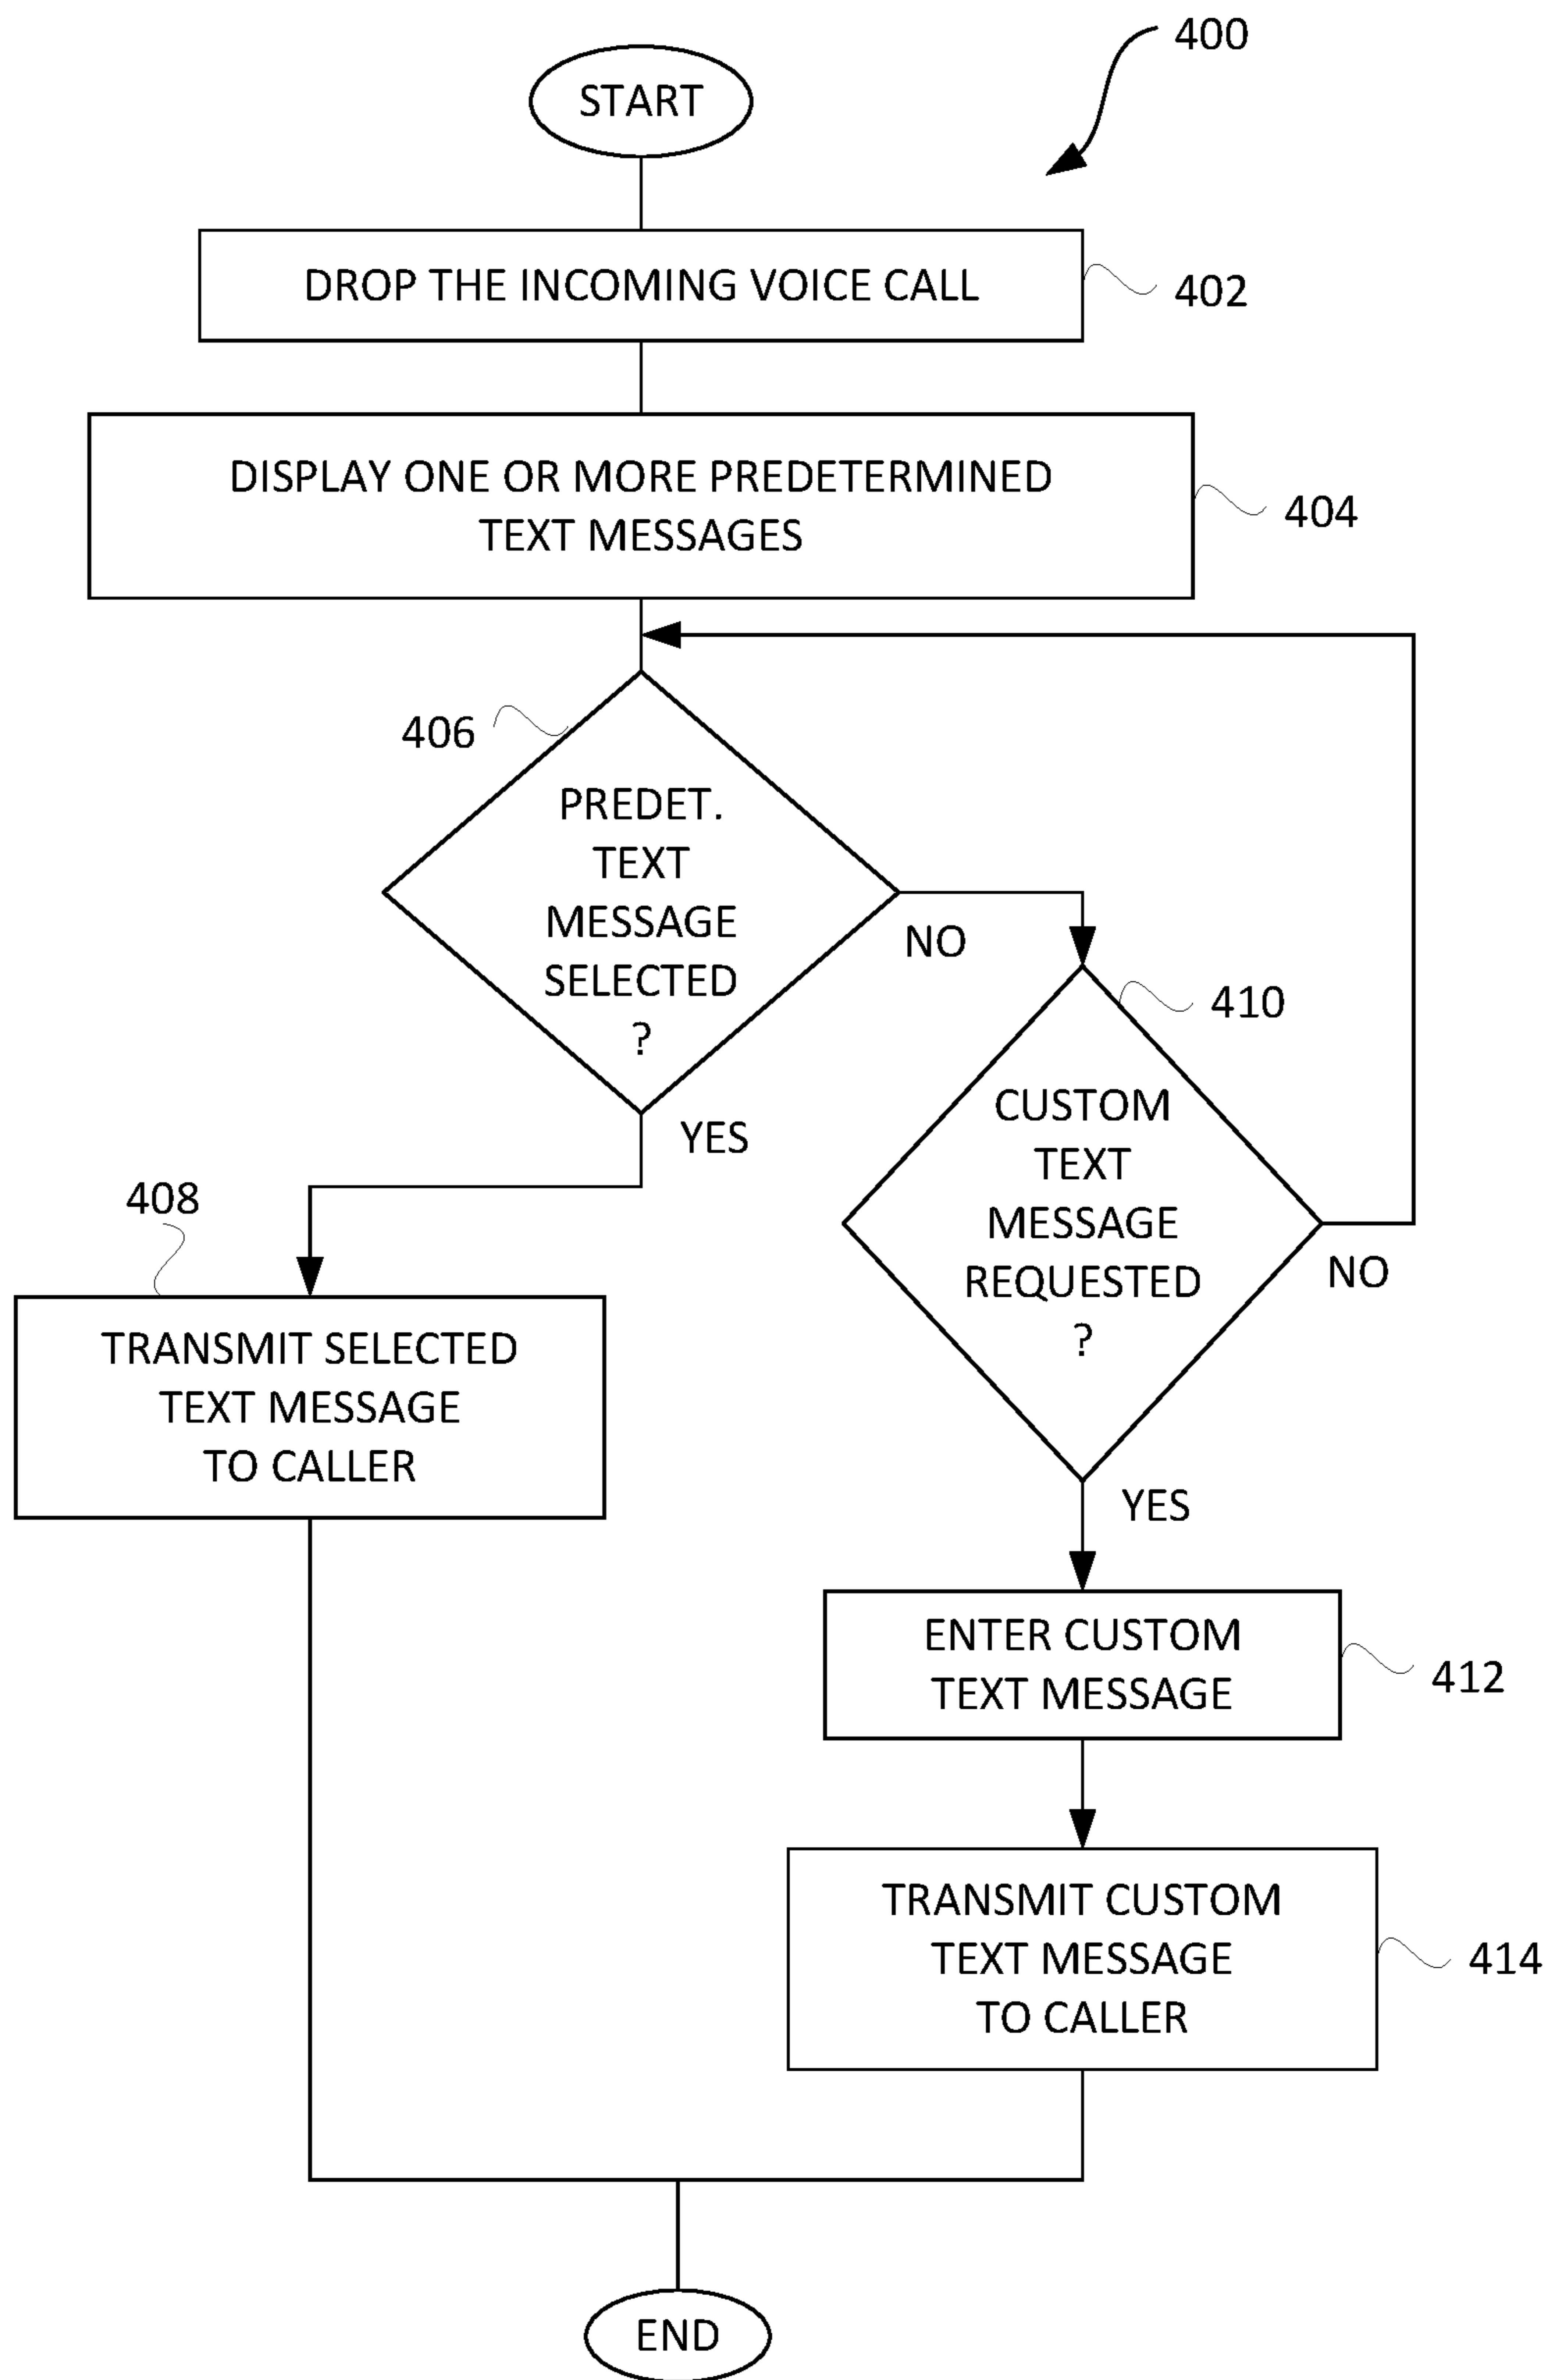 400
START
DROP THE INCOMING VOICE CALL
402
DISPLAY ONE OR MORE PREDETERMINED
TEXT MESSAGES
404
406
PREDET.
TEXT
MESSAGE
SELECTED
?
NO
YES
410
CUSTOM
TEXT
MESSAGE
REQUESTED
?
NO
YES
408
TRANSMIT SELECTED
TEXT MESSAGE
TO CALLER
ENTER CUSTOM
TEXT MESSAGE
412
TRANSMIT CUSTOM
TEXT MESSAGE
TO CALLER
414
END